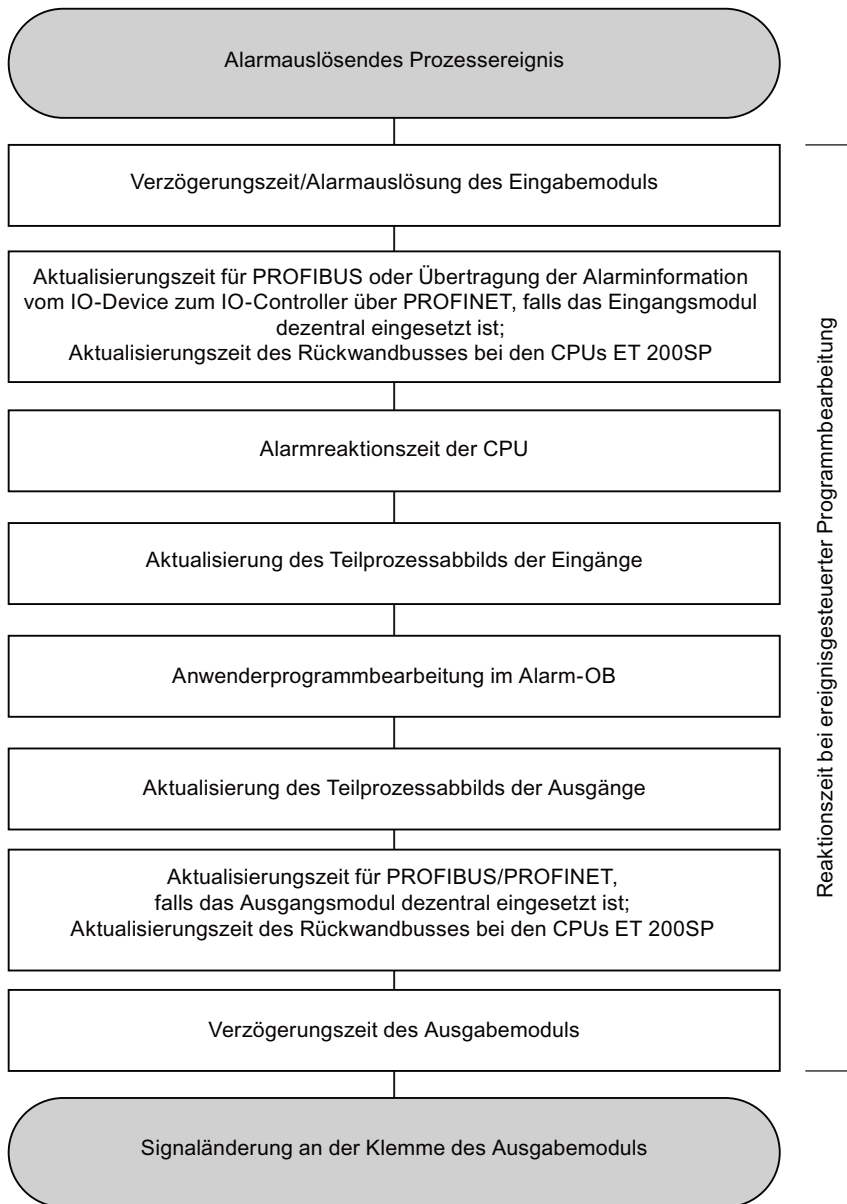 Alarmauslösendes Prozessereignis
Verzögerungszeit/Alarmauslösung des Eingabemoduls
Aktualisierungszeit für PROFIBUS oder Übertragung der Alarminformation
vom IO-Device zum IO-Controller über PROFINET, falls das Eingangsmodul
dezentral eingesetzt ist;
Aktualisierungszeit des Rückwandbusses bei den CPUs ET 200SP
Alarmreaktionszeit der CPU
Aktualisierung des Teilprozessabbilds der Eingänge
Anwenderprogrammbearbeitung im Alarm-OB
Aktualisierung des Teilprozessabbilds der Ausgänge
Aktualisierungszeit für PROFIBUS/PROFINET,
falls das Ausgangsmodul dezentral eingesetzt ist;
Aktualisierungszeit des Rückwandbusses bei den CPUs ET 200SP
Verzögerungszeit des Ausgabemoduls
Signaländerung an der Klemme des Ausgabemoduls
Reaktionszeit bei ereignisgesteuerter Programmbearbeitung